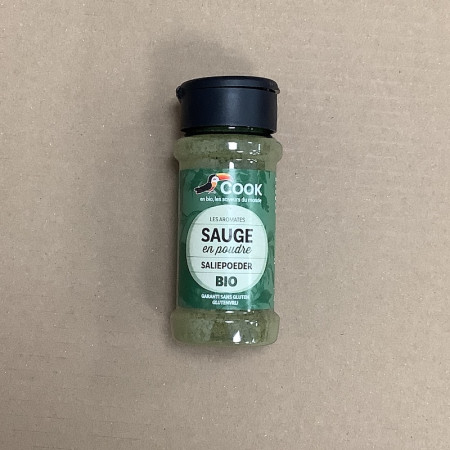 COOK
en bio, les saveurs du monde
LES AROMATES
SAUGE
en poudre
SALIEPOEDER
BIO
GARANTI SANS GLUTEN
GLUTENVRIJ